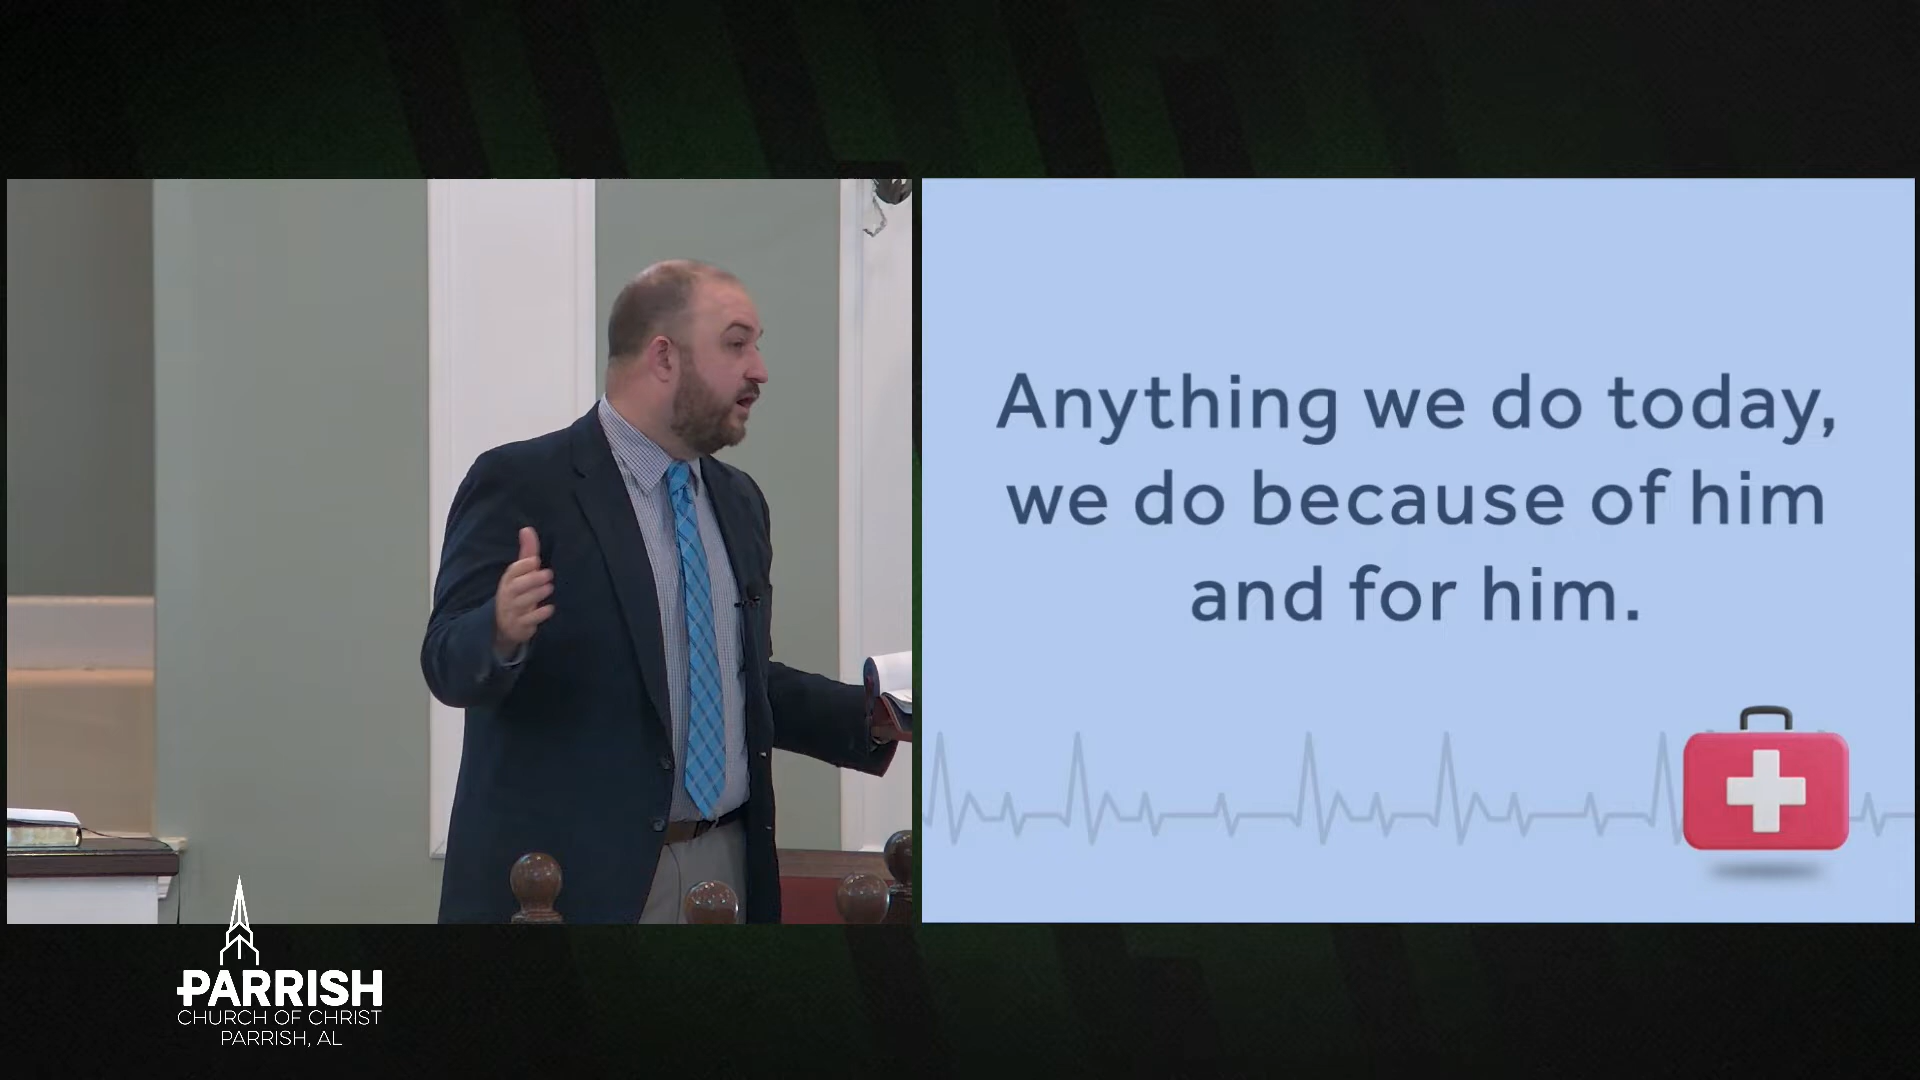 Anything we do today,
we do because of him
and for him.
PARRISH
CHURCH OF CHRIST
PARRISH, AL